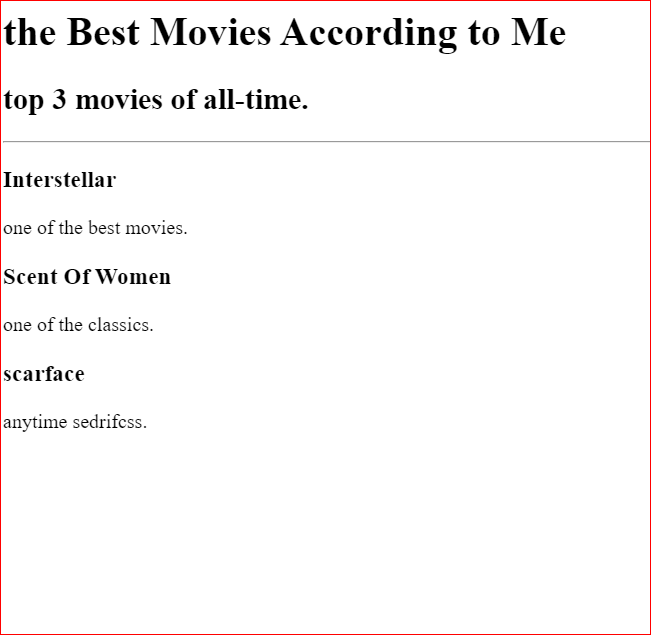 the Best Movies According to Me
top 3 movies of all-time.
Interstellar
one of the best movies.
Scent Of Women
one of the classics.
scarface
anytime sedrifcss.